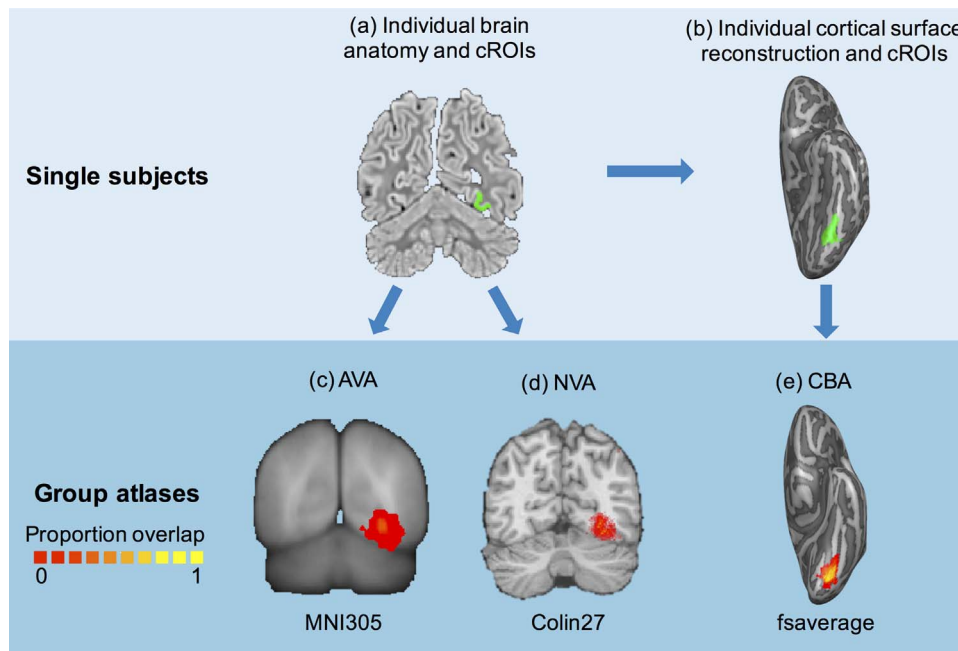 (a) Individual brain
anatomy and cROIs
(b) Individual cortical surface
reconstruction and cROIs
Single subjects
(c) AVA
(d) NVA
(e) CBA
Group atlases
Proportion overlap
0 1
MNI305
Colin27
fsaverage